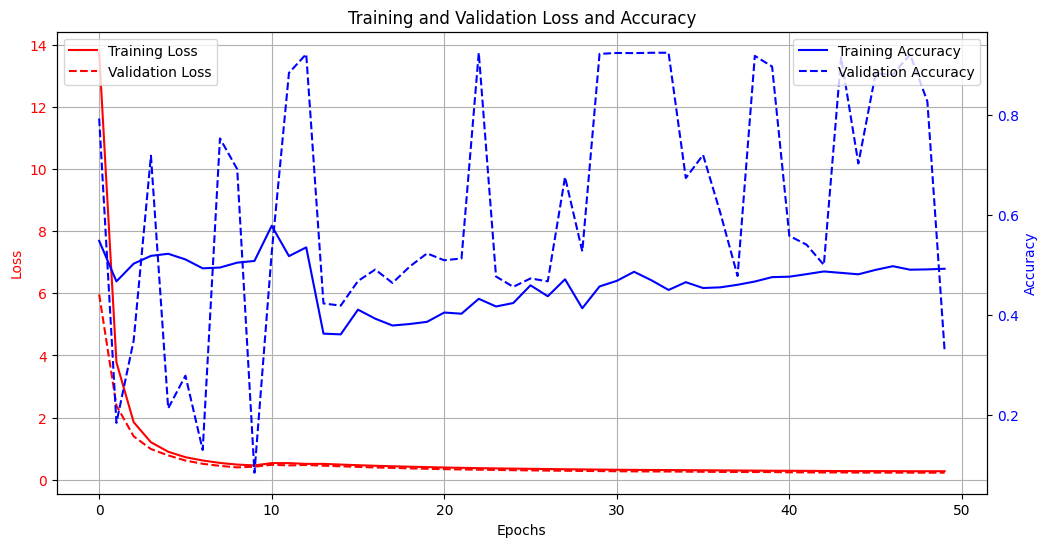 Training and Validation Loss and Accuracy
Training Loss
Validation Loss
Training Accuracy
Validation Accuracy
14
12
10
8
6
4
2
0
Loss
0.8
0.6
0.4
0.2
Accuracy
0
10
20
30
40
50
Epochs